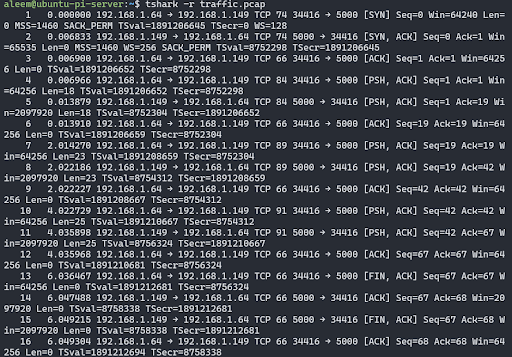 aleem@ubuntu-pi-server:~$ tshark -r traffic.pcap
1 0.000000 192.168.1.64 → 192.168.1.149 TCP 74 34416 → 5000 [SYN] Seq=0 Win=64240 Len=
0 MSS=1460 SACK_PERM TSval=1891206645 TSecr=0 WS=128
2 0.006833 192.168.1.149 → 192.168.1.64 TCP 74 5000 → 34416 [SYN, ACK] Seq=0 Ack=1 Win=
65535 Len=0 MSS=1460 WS=256 SACK_PERM TSval=8752298 TSecr=1891206645
3 0.006900 192.168.1.64 → 192.168.1.149 TCP 66 34416 → 5000 [ACK] Seq=1 Ack=1 Win=6425
6 Len=0 TSval=1891206652 TSecr=8752298
4 0.006966 192.168.1.64 → 192.168.1.149 TCP 84 34416 → 5000 [PSH, ACK] Seq=1 Ack=1 Win
=64256 Len=18 TSval=1891206652 TSecr=8752298
5 0.013879 192.168.1.149 → 192.168.1.64 TCP 84 5000 → 34416 [PSH, ACK] Seq=1 Ack=19 Wi
n=2097920 Len=18 TSval=8752304 TSecr=1891206652
6 0.013910 192.168.1.64 → 192.168.1.149 TCP 66 34416 → 5000 [ACK] Seq=19 Ack=19 Win=64
256 Len=0 TSval=1891206659 TSecr=8752304
7 2.014270 192.168.1.64 → 192.168.1.149 TCP 89 34416 → 5000 [PSH, ACK] Seq=19 Ack=19 W
in=64256 Len=23 TSval=1891208659 TSecr=8752304
8 2.022186 192.168.1.149 → 192.168.1.64 TCP 89 5000 → 34416 [PSH, ACK] Seq=19 Ack=42 W
in=2097920 Len=23 TSval=8754312 TSecr=1891208659
9 2.022227 192.168.1.64 → 192.168.1.149 TCP 66 34416 → 5000 [ACK] Seq=42 Ack=42 Win=64
256 Len=0 TSval=1891208667 TSecr=8754312
10 4.022729 192.168.1.64 → 192.168.1.149 TCP 91 34416 → 5000 [PSH, ACK] Seq=42 Ack=42 W
in=64256 Len=25 TSval=1891210667 TSecr=8754312
11 4.035898 192.168.1.149 → 192.168.1.64 TCP 91 5000 → 34416 [PSH, ACK] Seq=42 Ack=67 W
in=2097920 Len=25 TSval=8756324 TSecr=1891210667
12 4.035968 192.168.1.64 → 192.168.1.149 TCP 66 34416 → 5000 [ACK] Seq=67 Ack=67 Win=64
256 Len=0 TSval=1891210681 TSecr=8756324
13 6.036467 192.168.1.64 → 192.168.1.149 TCP 66 34416 → 5000 [FIN, ACK] Seq=67 Ack=67 W
in=64256 Len=0 TSval=1891212681 TSecr=8756324
14 6.047488 192.168.1.149 → 192.168.1.64 TCP 66 5000 → 34416 [ACK] Seq=67 Ack=68 Win=20
97920 Len=0 TSval=8758338 TSecr=1891212681
15 6.049215 192.168.1.149 → 192.168.1.64 TCP 66 5000 → 34416 [FIN, ACK] Seq=67 Ack=68 W
in=2097920 Len=0 TSval=8758338 TSecr=1891212681
16 6.049304 192.168.1.64 → 192.168.1.149 TCP 66 34416 → 5000 [ACK] Seq=68 Ack=68 Win=64
256 Len=0 TSval=1891212694 TSecr=8758338